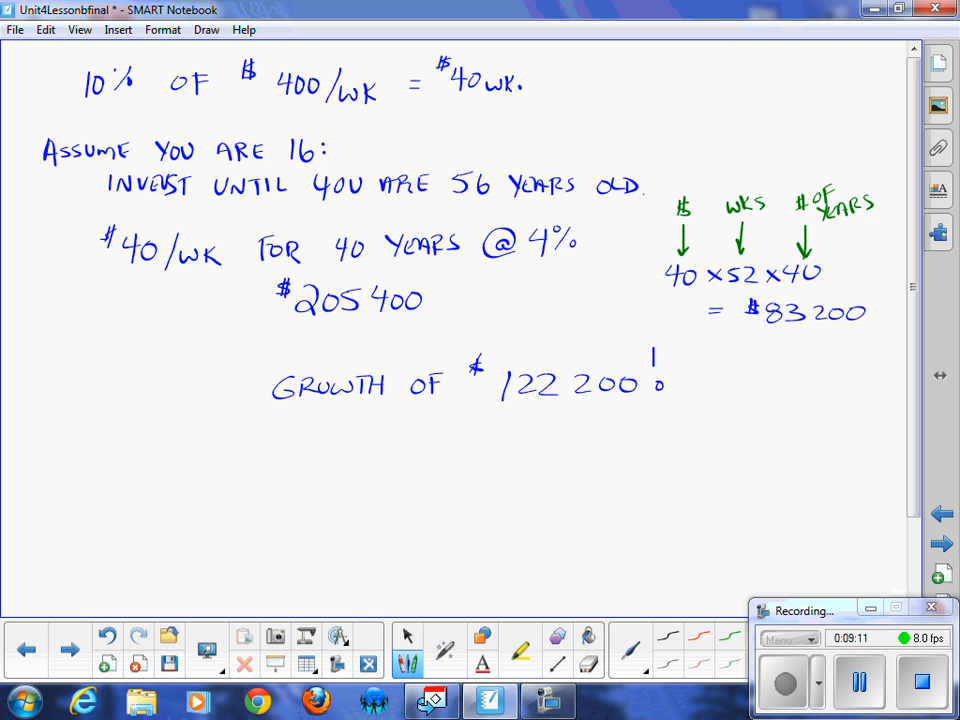 Unit4Lessonbfinal * - SMART Notebook
File Edit View Insert Format Draw Help
10% OF $ 400/WK = $40 WK.
ASSUME YOU ARE 16:
INVEST UNTIL YOU ARE 56 YEARS OLD.
$ WKS # OF YEARS
$40/WK FOR 40 YEARS @ 4%
40 x 52 x 40
$205 400
= $83 200
GROWTH OF $ 122 200!
Recording...
Menu
0:09:11
8.0 fps